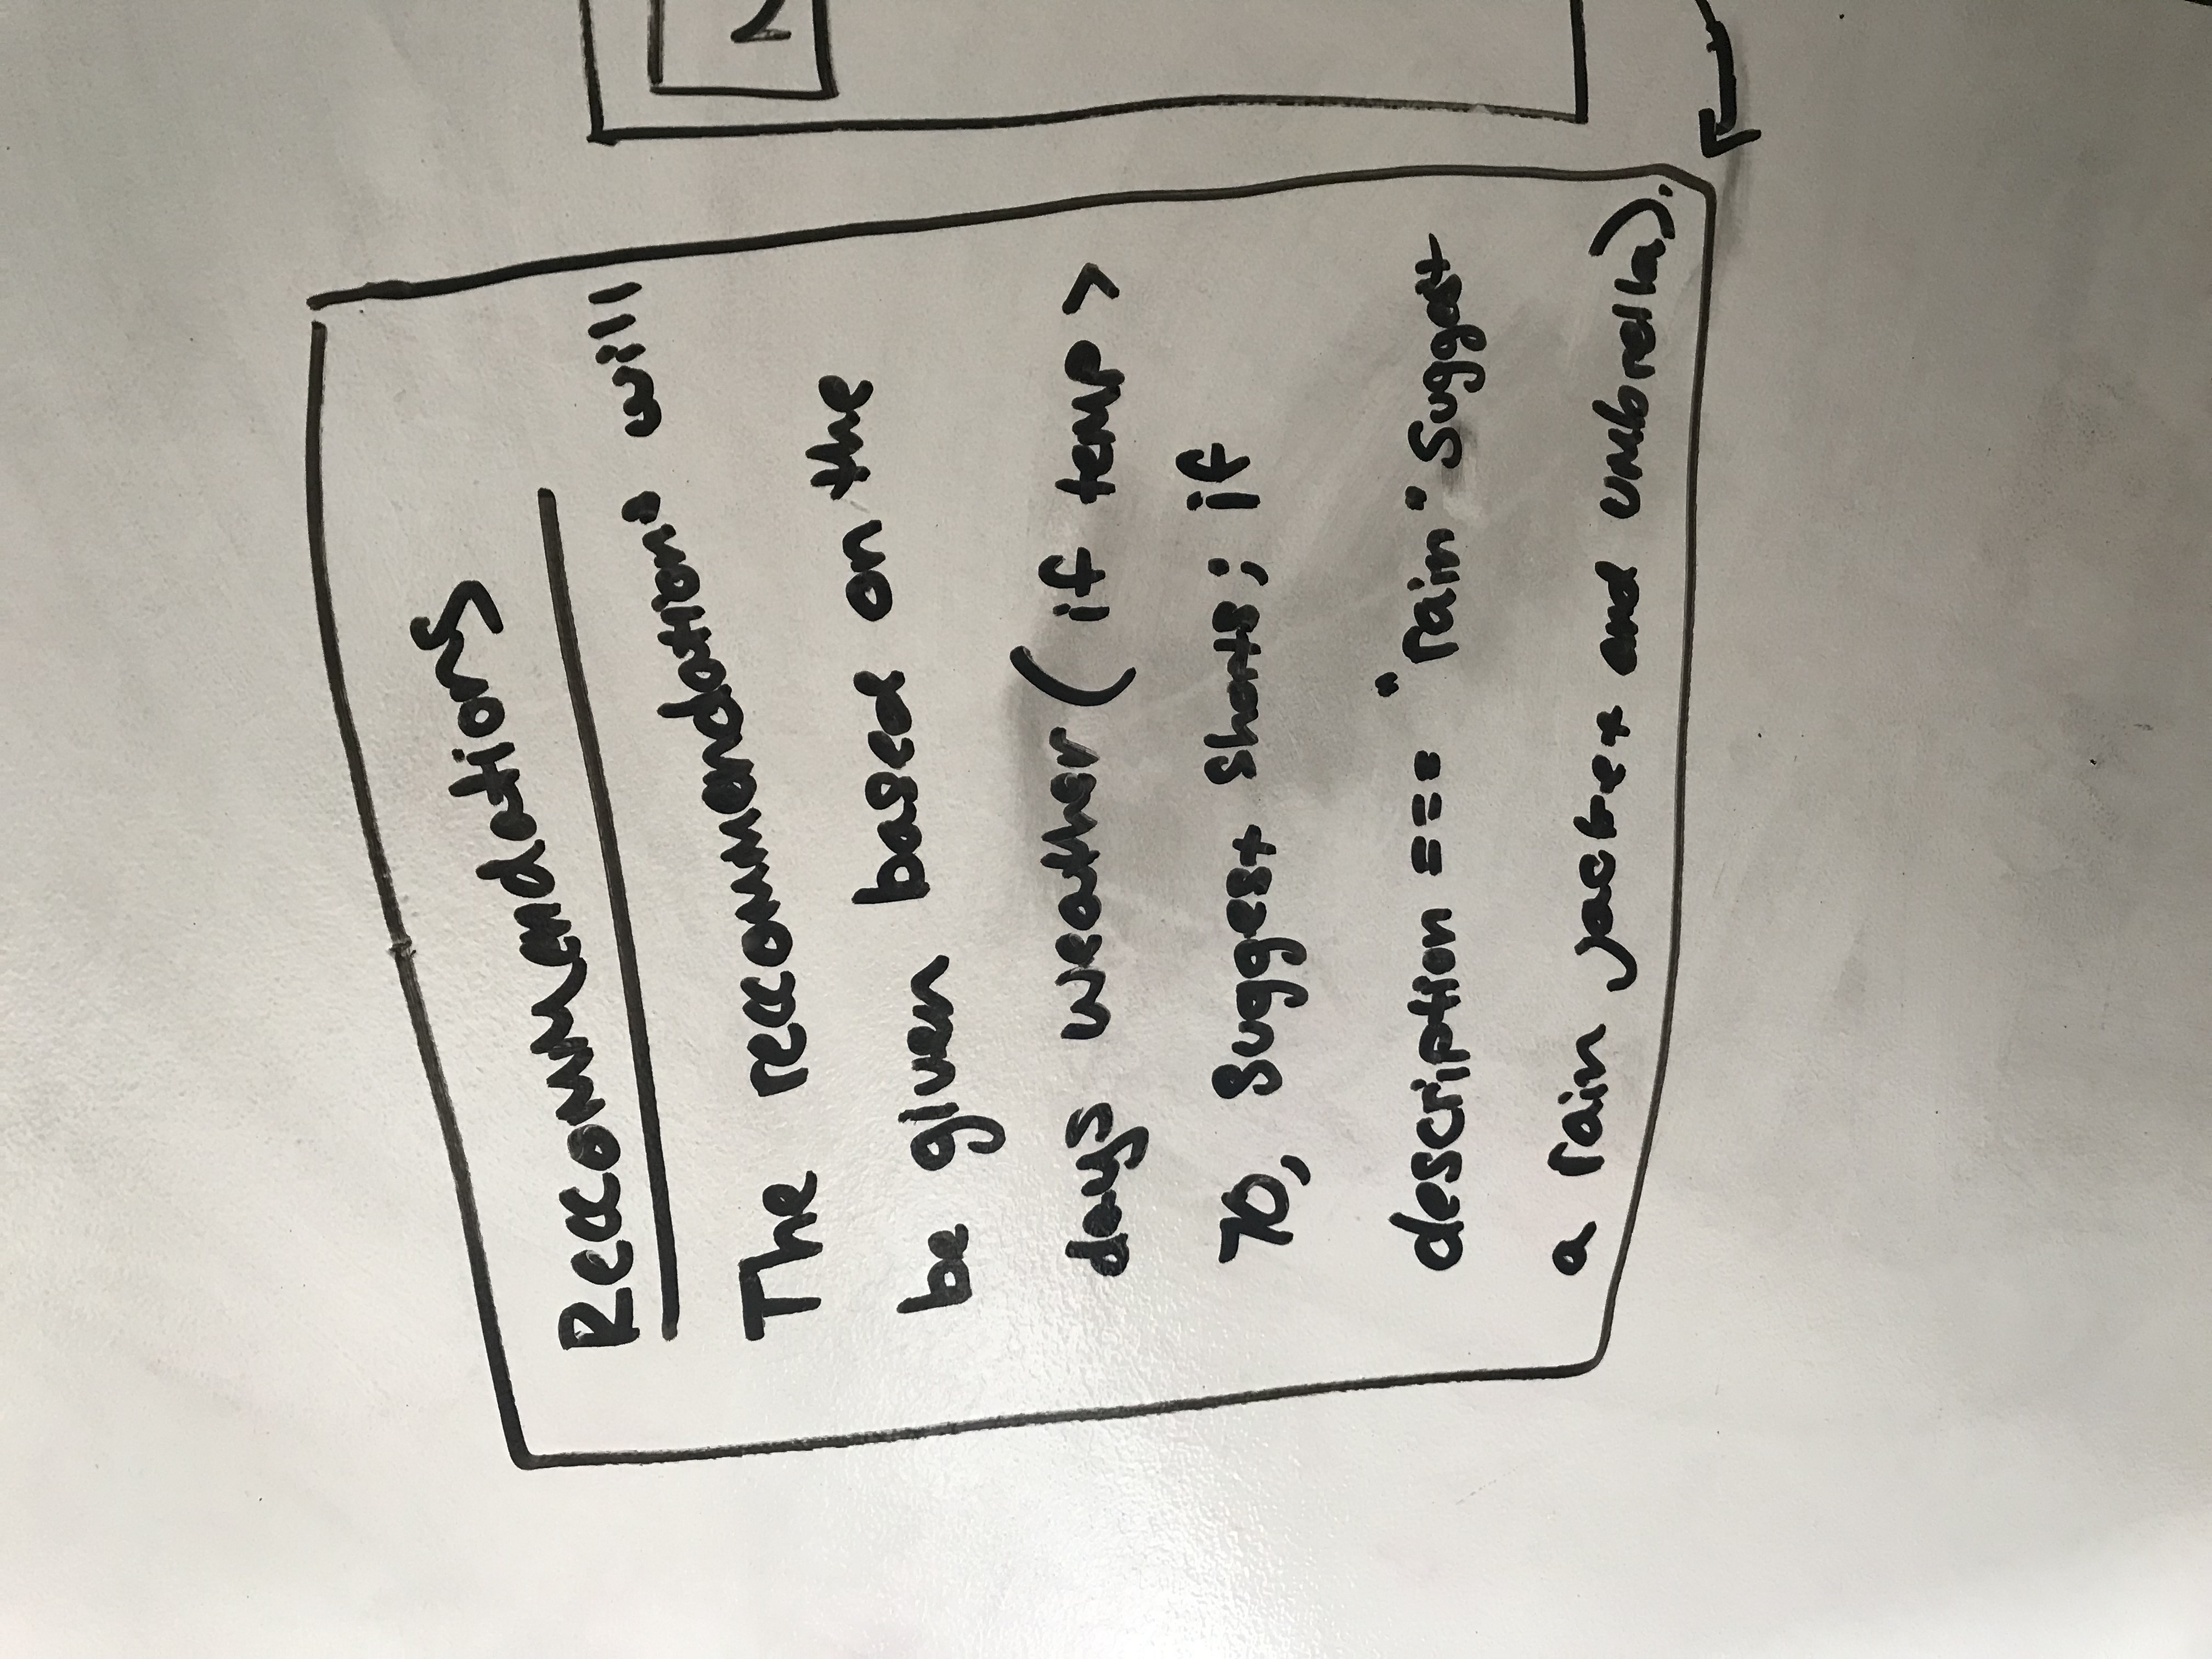 Reccommendations
The reccommendations will
be given based on the
days weather ( if temp >
70, suggest shorts; if
description === "rain" suggest
a rain jacket and umbrella).